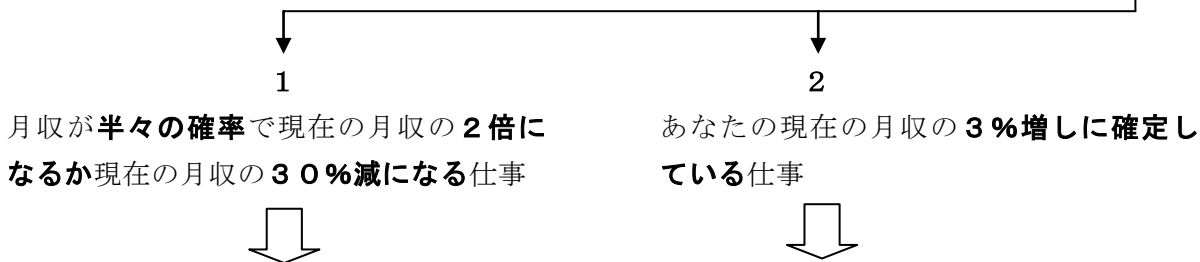 1
2
月収が半々の確率で現在の月収の２倍に
なるか現在の月収の３０%減になる仕事
あなたの現在の月収の３%増しに確定し
ている仕事